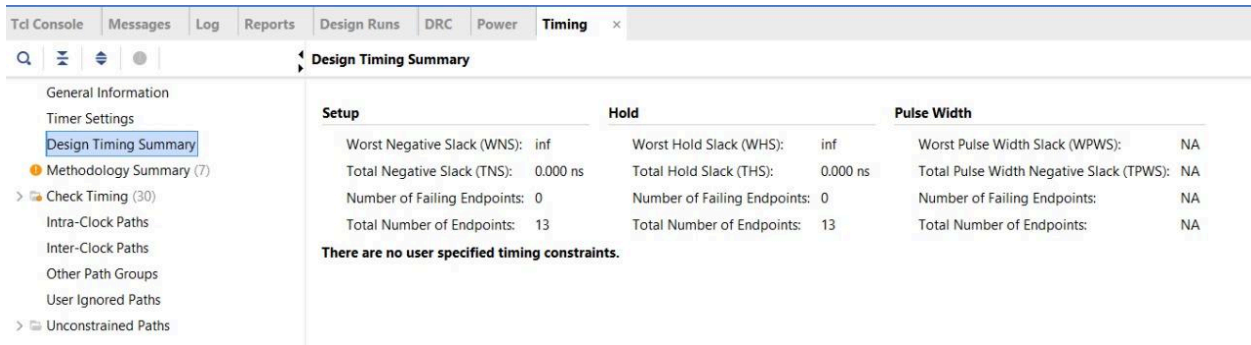 Tcl Console Messages Log Reports Design Runs DRC Power Timing ×
Design Timing Summary
General Information
Timer Settings
Design Timing Summary
Methodology Summary (7)
Check Timing (30)
Intra-Clock Paths
Inter-Clock Paths
Other Path Groups
User Ignored Paths
Unconstrained Paths
Setup
Worst Negative Slack (WNS): inf
Total Negative Slack (TNS): 0.000 ns
Number of Failing Endpoints: 0
Total Number of Endpoints: 13
Hold
Worst Hold Slack (WHS): inf
Total Hold Slack (THS): 0.000 ns
Number of Failing Endpoints: 0
Total Number of Endpoints: 13
Pulse Width
Worst Pulse Width Slack (WPWS): NA
Total Pulse Width Negative Slack (TPWS): NA
Number of Failing Endpoints: NA
Total Number of Endpoints: NA
There are no user specified timing constraints.